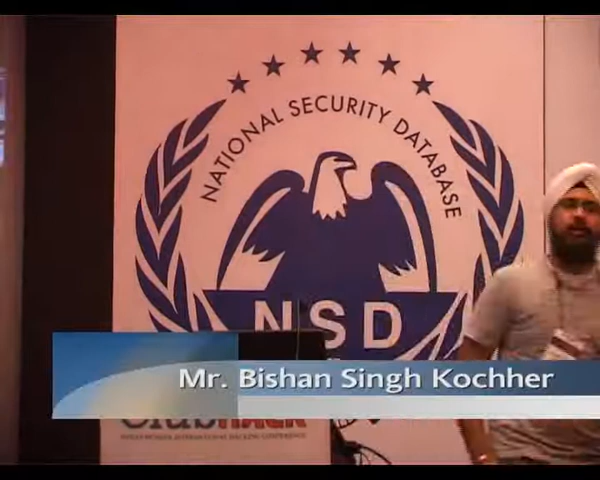 NATIONAL SECURITY DATABASE
NSD
Mr. Bishan Singh Kochher
ClubHACK